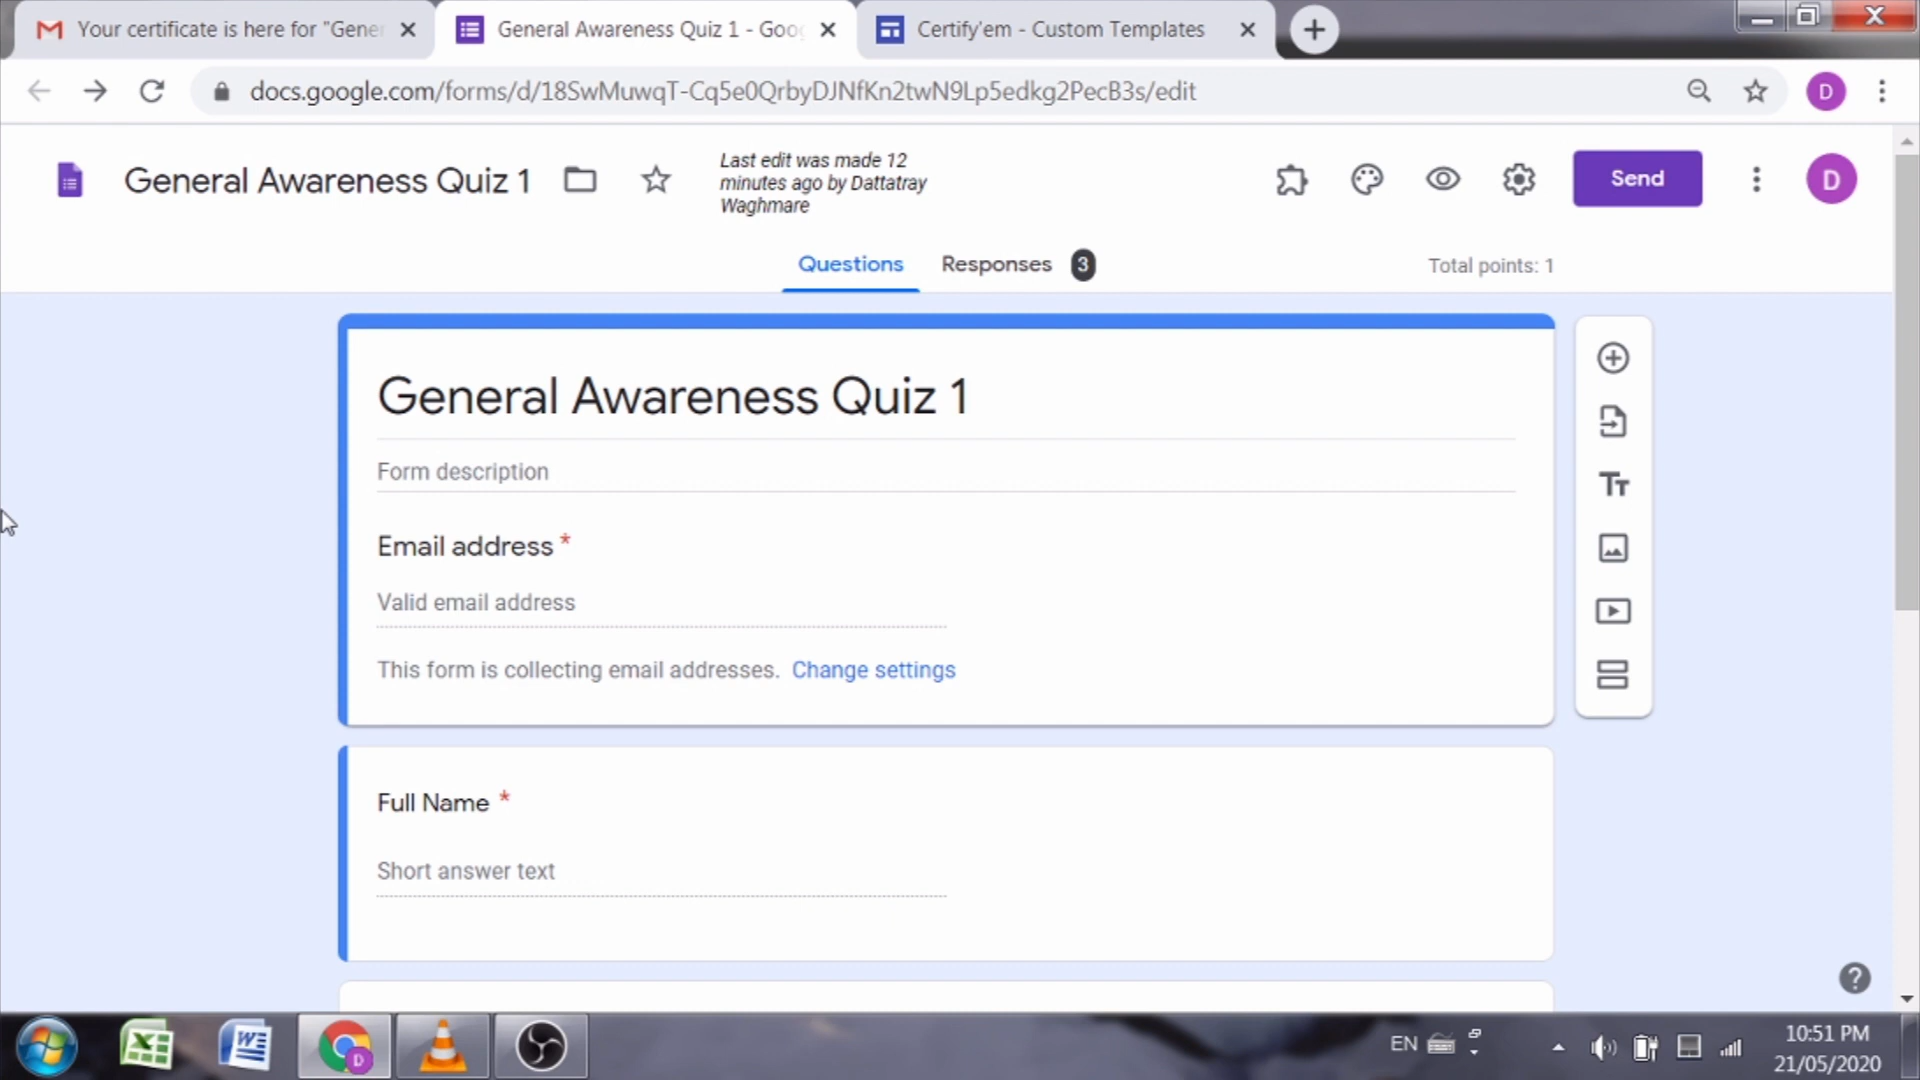 Your certificate is here for "Gener
General Awareness Quiz 1 - Goo
Certify'em - Custom Templates
docs.google.com/forms/d/18SwMuwqT-Cq5e0QrbyDJNfKn2twN9Lp5edkg2PecB3s/edit
D
General Awareness Quiz 1
Last edit was made 12
minutes ago by Dattatray
Waghmare
Send
D
Questions
Responses 3
Total points: 1
General Awareness Quiz 1
Form description
Email address *
Valid email address
This form is collecting email addresses. Change settings
Tт
Full Name *
Short answer text
D
EN
10:51 PM
21/05/2020